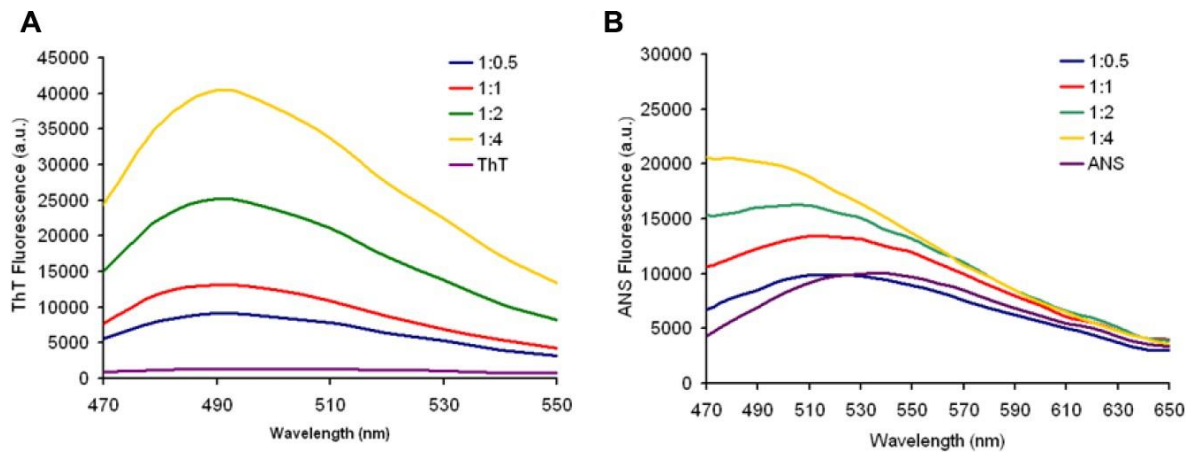 A
ThT Fluorescence (a.u.)
45000
40000
35000
30000
25000
20000
15000
10000
5000
0
470 490 510 530 550
Wavelength (nm)
1:0.5
1:1
1:2
1:4
ThT
B
ANS Fluorescence (a.u.)
30000
25000
20000
15000
10000
5000
0
470 490 510 530 550 570 590 610 630 650
Wavelength (nm)
1:0.5
1:1
1:2
1:4
ANS